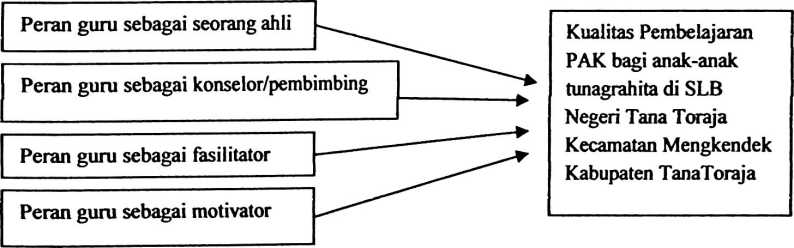 Peran guru sebagai seorang ahli
Peran guru sebagai konselor/pembimbing
Peran guru sebagai fasilitator
Peran guru sebagai motivator
Kualitas Pembelajaran
PAK bagi anak-anak
tunagrahita di SLB
Negeri Tana Toraja
Kecamatan Mengkendek
Kabupaten TanaToraja